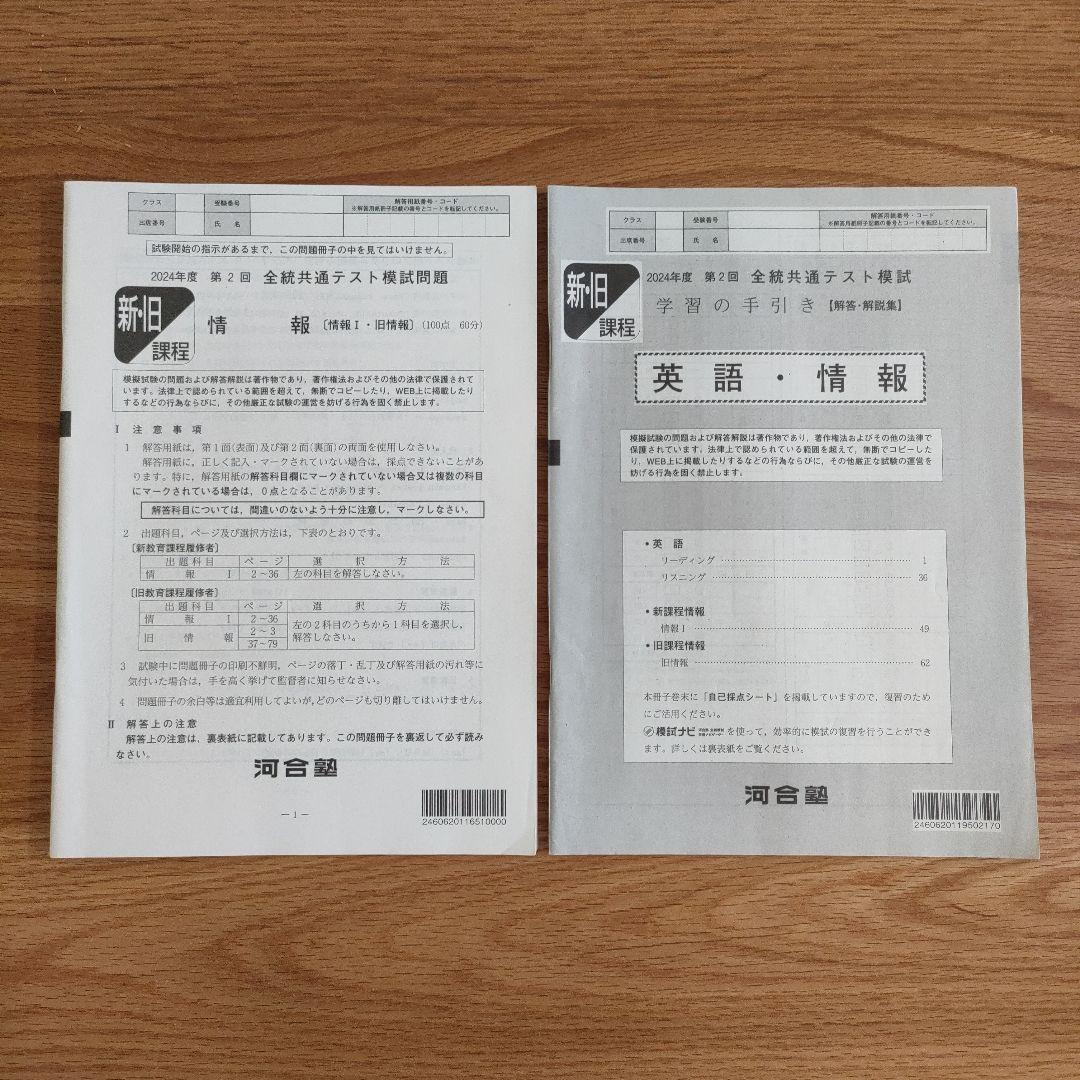 クラス 受験番号 解答用紙番号・コード
※解答用紙冊子記載の番号とコードを転記してください。
出席番号 氏名
試験開始の指示があるまで，この問題冊子の中を見てはいけません。
2024年度 第2回 全統共通テスト模試問題
新・旧
課程
情報〔情報Ⅰ・旧情報〕(100点 60分)
模擬試験の問題および解答解説は著作物であり，著作権法およびその他の法律で保護されて
います。法律上で認められている範囲を超えて，無断でコピーしたり，WEB上に掲載したり
するなどの行為ならびに，その他厳正な試験の運営を妨げる行為を固く禁止します。
Ⅰ 注意事項
1 解答用紙は，第1面(表面)及び第2面(裏面)の両面を使用しなさい。
解答用紙に，正しく記入・マークされていない場合は，採点できないことがあ
ります。特に，解答用紙の解答科目欄にマークされていない場合又は複数の科目
にマークされている場合は，0点となることがあります。
解答科目については，間違いのないよう十分に注意し，マークしなさい。
2 出題科目，ページ及び選択方法は，下表のとおりです。
〔新教育課程履修者〕
出題科目 ページ 選択方法
情報Ⅰ 2～36 左の科目を解答しなさい。
〔旧教育課程履修者〕
出題科目 ページ 選択方法
情報Ⅰ 2～36 左の2科目のうちから1科目を選択し，
解答しなさい。
旧情報 2～3
37～79
3 試験中に問題冊子の印刷不鮮明，ページの落丁・乱丁及び解答用紙の汚れ等に
気付いた場合は，手を高く挙げて監督者に知らせなさい。
4 問題冊子の余白等は適宜利用してよいが，どのページも切り離してはいけません。
Ⅱ 解答上の注意
解答上の注意は，裏表紙に記載してあります。この問題冊子を裏返して必ず読み
なさい。
河合塾
—1—
2460620116510000
クラス 受験番号 解答用紙番号・コード
※解答用紙冊子記載の番号とコードを転記してください。
出席番号 氏名
新・旧
課程
2024年度 第2回 全統共通テスト模試
学習の手引き【解答・解説集】
英語・情報
模擬試験の問題および解答解説は著作物であり，著作権法およびその他の法律で
保護されています。法律上で認められている範囲を超えて，無断でコピーした
り，WEB上に掲載したりするなどの行為ならびに，その他厳正な試験の運営を
妨げる行為を固く禁止します。
・英語
リーディング 1
リスニング 36
・新課程情報
情報Ⅰ 49
・旧課程情報
旧情報 62
本冊子巻末に「自己採点シート」を掲載していますので，復習のため
にご活用ください。
模試ナビ を使って，効率的に模試の復習を行うことができ
ます。詳しくは裏表紙をご覧ください。
河合塾
2460620119502170